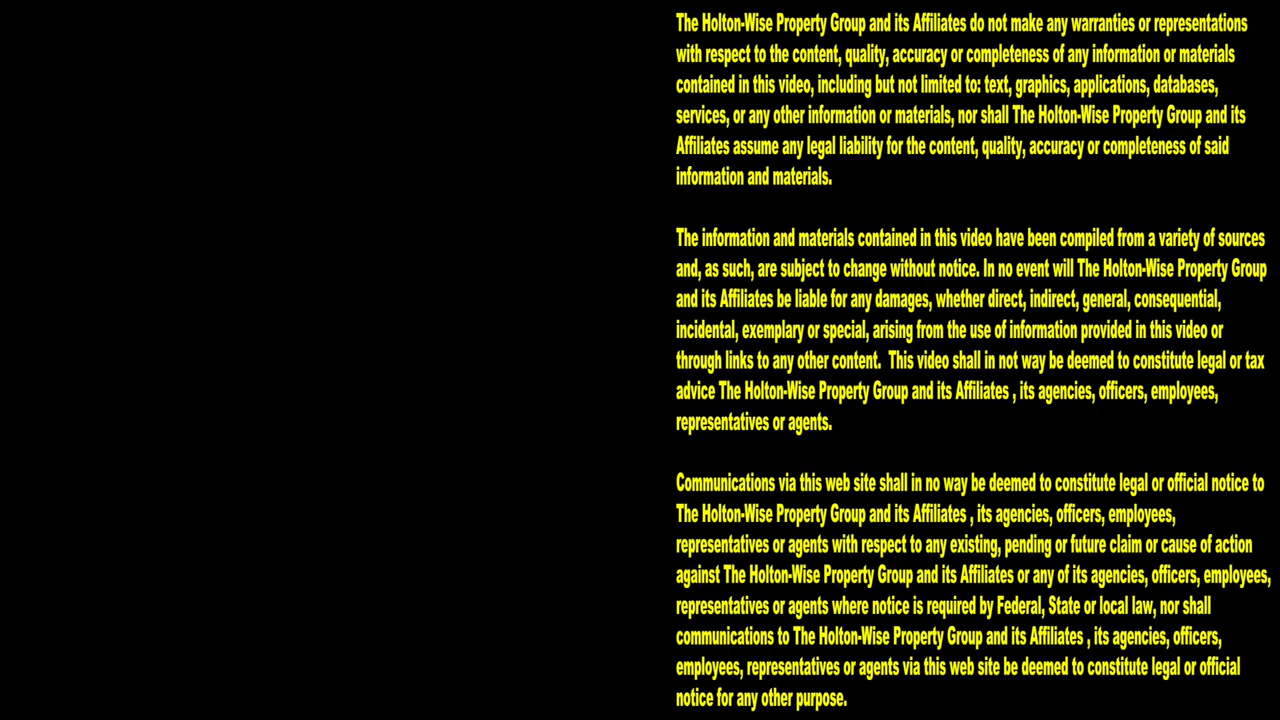 The Holton-Wise Property Group and its Affiliates do not make any warranties or representations
with respect to the content, quality, accuracy or completeness of any information or materials
contained in this video, including but not limited to: text, graphics, applications, databases,
services, or any other information or materials, nor shall The Holton-Wise Property Group and its
Affiliates assume any legal liability for the content, quality, accuracy or completeness of said
information and materials.
The information and materials contained in this video have been compiled from a variety of sources
and, as such, are subject to change without notice. In no event will The Holton-Wise Property Group
and its Affiliates be liable for any damages, whether direct, indirect, general, consequential,
incidental, exemplary or special, arising from the use of information provided in this video or
through links to any other content.  This video shall in not way be deemed to constitute legal or tax
advice The Holton-Wise Property Group and its Affiliates , its agencies, officers, employees,
representatives or agents.
Communications via this web site shall in no way be deemed to constitute legal or official notice to
The Holton-Wise Property Group and its Affiliates , its agencies, officers, employees,
representatives or agents with respect to any existing, pending or future claim or cause of action
against The Holton-Wise Property Group and its Affiliates or any of its agencies, officers, employees,
representatives or agents where notice is required by Federal, State or local law, nor shall
communications to The Holton-Wise Property Group and its Affiliates , its agencies, officers,
employees, representatives or agents via this web site be deemed to constitute legal or official
notice for any other purpose.